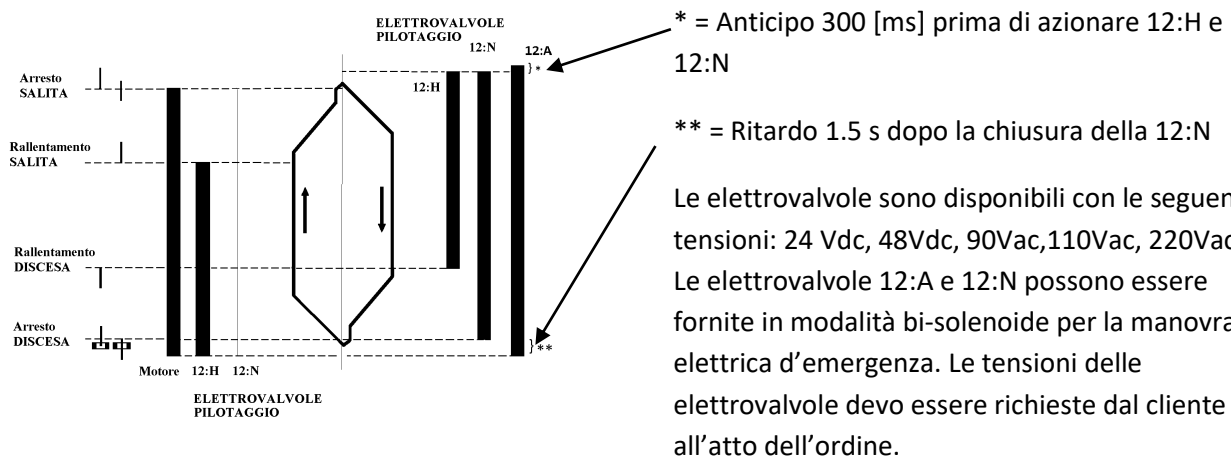 ELETTROVALVOLE
PILOTAGGIO
12:N
12:A
} *
12:H
Arresto
SALITA
Rallentamento
SALITA
Rallentamento
DISCESA
Arresto
DISCESA
} **
Motore 12:H 12:N
ELETTROVALVOLE
PILOTAGGIO
* = Anticipo 300 [ms] prima di azionare 12:H e
12:N
** = Ritardo 1.5 s dopo la chiusura della 12:N
Le elettrovalvole sono disponibili con le seguen
tensioni: 24 Vdc, 48Vdc, 90Vac,110Vac, 220Vac
Le elettrovalvole 12:A e 12:N possono essere
fornite in modalità bi-solenoide per la manovra
elettrica d’emergenza. Le tensioni delle
elettrovalvole devo essere richieste dal cliente
all’atto dell’ordine.